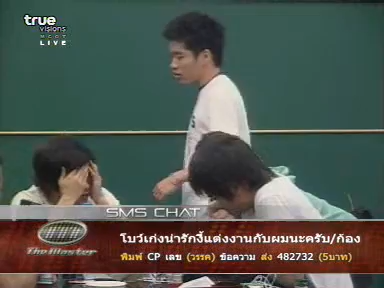 true
visions
MCOT
LIVE
SMS CHAT
โบว์เก่งน่ารักงี้แต่งงานกับผมนะครับ/ก้อง
The Master
พิมพ์ CP เลข (วรรค) ข้อความ ส่ง 482732 (5บาท)